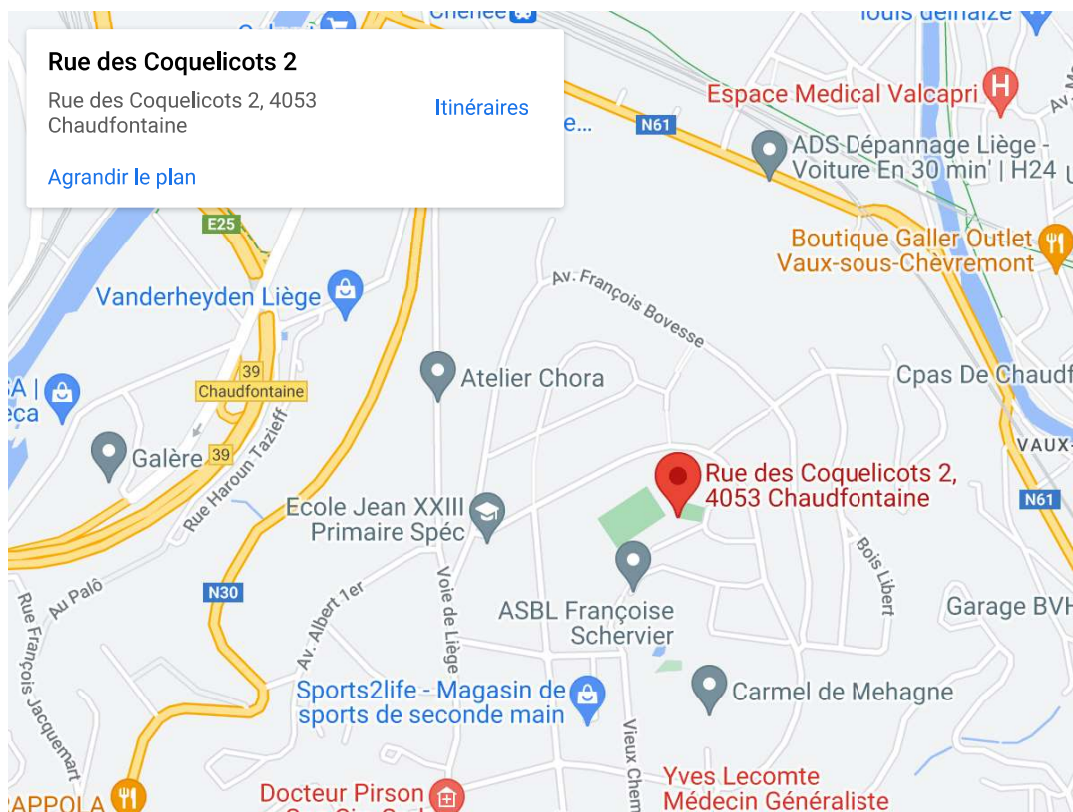 Chênée
louis delhaize
Rue des Coquelicots 2
Rue des Coquelicots 2, 4053
Chaudfontaine
Itinéraires
Agrandir le plan
e...
N61
Espace Medical Valcapri
H
ADS Dépannage Liège -
Voiture En 30 min' | H24
E25
Boutique Galler Outlet
Vaux-sous-Chèvremont
Vanderheyden Liège
Av. François Bovesse
39
Chaudfontaine
Atelier Chora
Cpas De Chaudf
SA |
eca
Galère
39
Rue Haroun Tazieff
VAUX-
Rue des Coquelicots 2,
4053 Chaudfontaine
N61
Ecole Jean XXIII
Primaire Spéc
Bois Libert
Au Palô
N30
Av. Albert 1er
Voie de Liège
ASBL Françoise
Schervier
Garage BVH
Rue François Jacquemart
Sports2life - Magasin de
sports de seconde main
Carmel de Mehagne
Vieux Chem
Docteur Pirson
Yves Lecomte
Médecin Généraliste
RAPPOLA